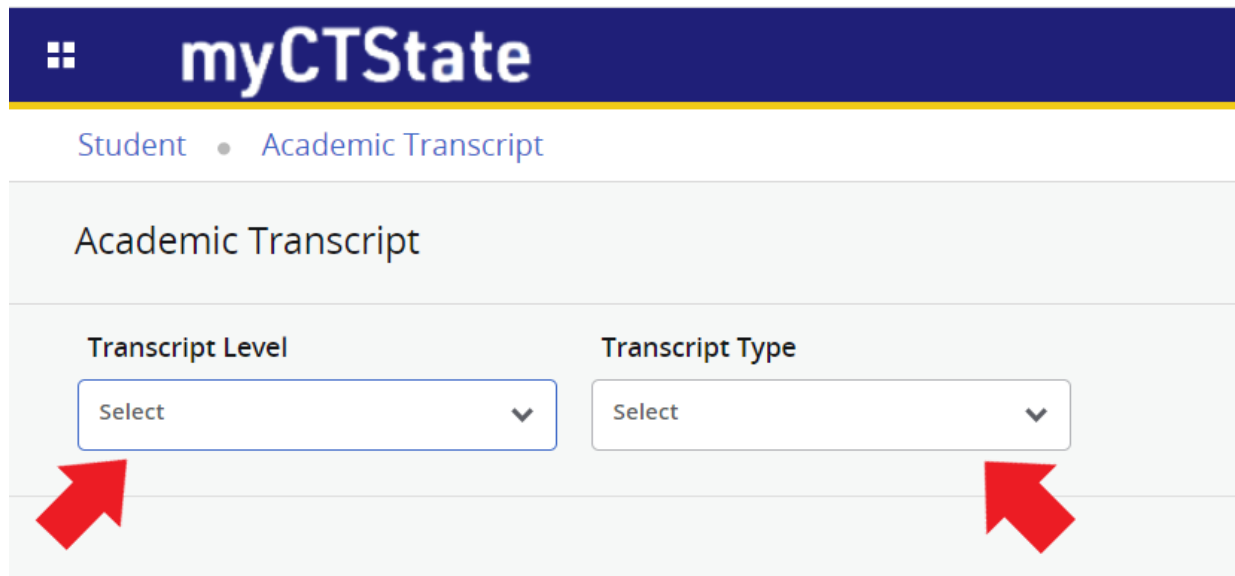 myCTState
Student • Academic Transcript
Academic Transcript
Transcript Level Transcript Type
Select Select